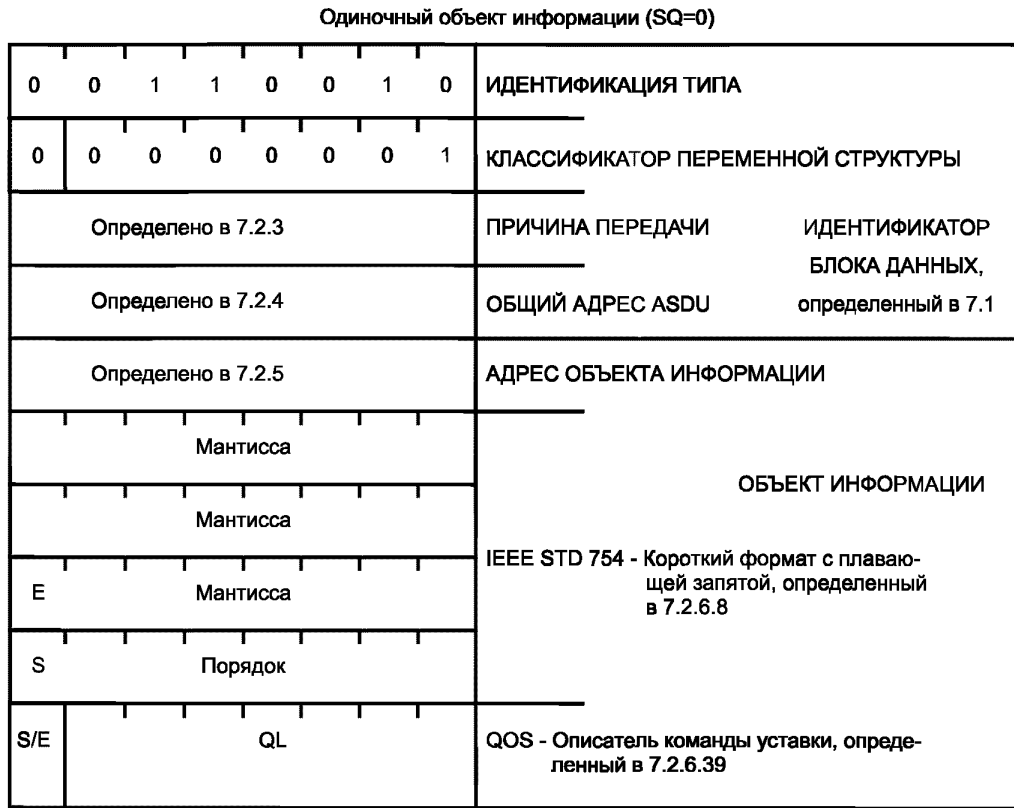 Одиночный объект информации (SQ=0)
0 0 1 1 0 0 1 0 ИДЕНТИФИКАЦИЯ ТИПА
0 0 0 0 0 0 0 1 КЛАССИФИКАТОР ПЕРЕМЕННОЙ СТРУКТУРЫ
Определено в 7.2.3 ПРИЧИНА ПЕРЕДАЧИ ИДЕНТИФИКАТОР
БЛОКА ДАННЫХ,
Определено в 7.2.4 ОБЩИЙ АДРЕС ASDU определенный в 7.1
Определено в 7.2.5 АДРЕС ОБЪЕКТА ИНФОРМАЦИИ
Мантисса
ОБЪЕКТ ИНФОРМАЦИИ
Мантисса
IEEE STD 754 - Короткий формат с плаваю-
E Мантисса щей запятой, определенный
в 7.2.6.8
S Порядок
S/E QL QOS - Описатель команды уставки, опреде-
ленный в 7.2.6.39